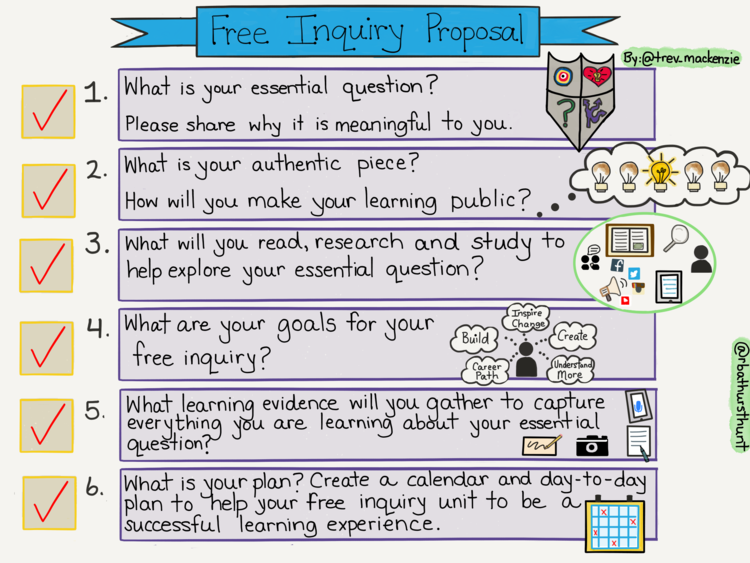 Free Inquiry Proposal
By:@trev.mackenzie
1. What is your essential question?
Please share why it is meaningful to you.
?
2. What is your authentic piece?
How will you make your learning public?
3. What will you read, research and study to
help explore your essential question?
4. What are your goals for your
free inquiry?
Inspire
Change
Build
Create
Career
Path
Understand
More
@rbathursthunt
5. What learning evidence will you gather to capture
everything you are learning about your essential
question?
6. What is your plan? Create a calendar and day-to-day
plan to help your free inquiry unit to be a
successful learning experience.